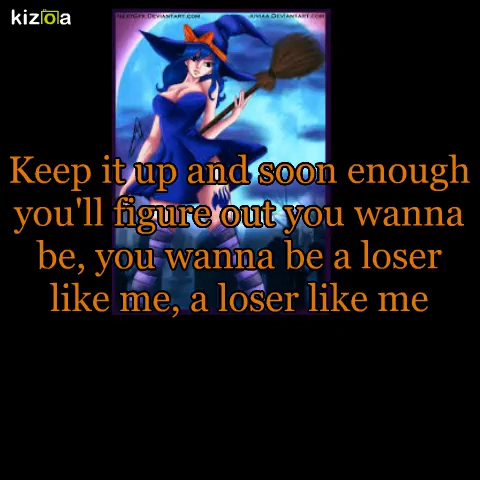 kizoa
Keep it up and soon enough
you'll figure out you wanna
be, you wanna be a loser
like me, a loser like me